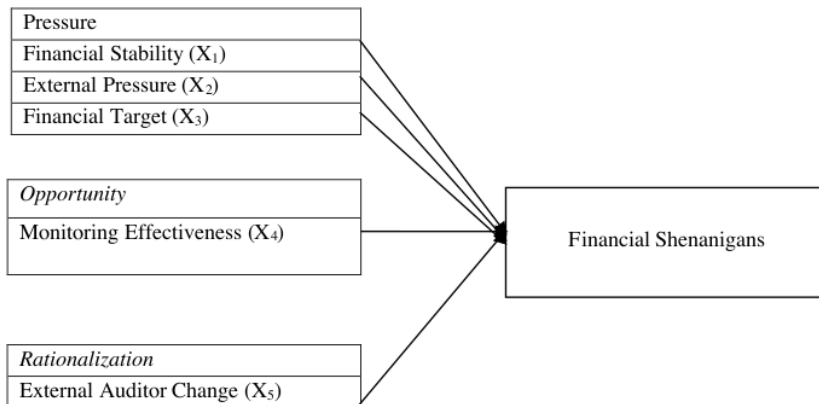 Pressure
Financial Stability (X₁)
External Pressure (X₂)
Financial Target (X₃)
Opportunity
Monitoring Effectiveness (X₄)
Financial Shenanigans
Rationalization
External Auditor Change (X₅)